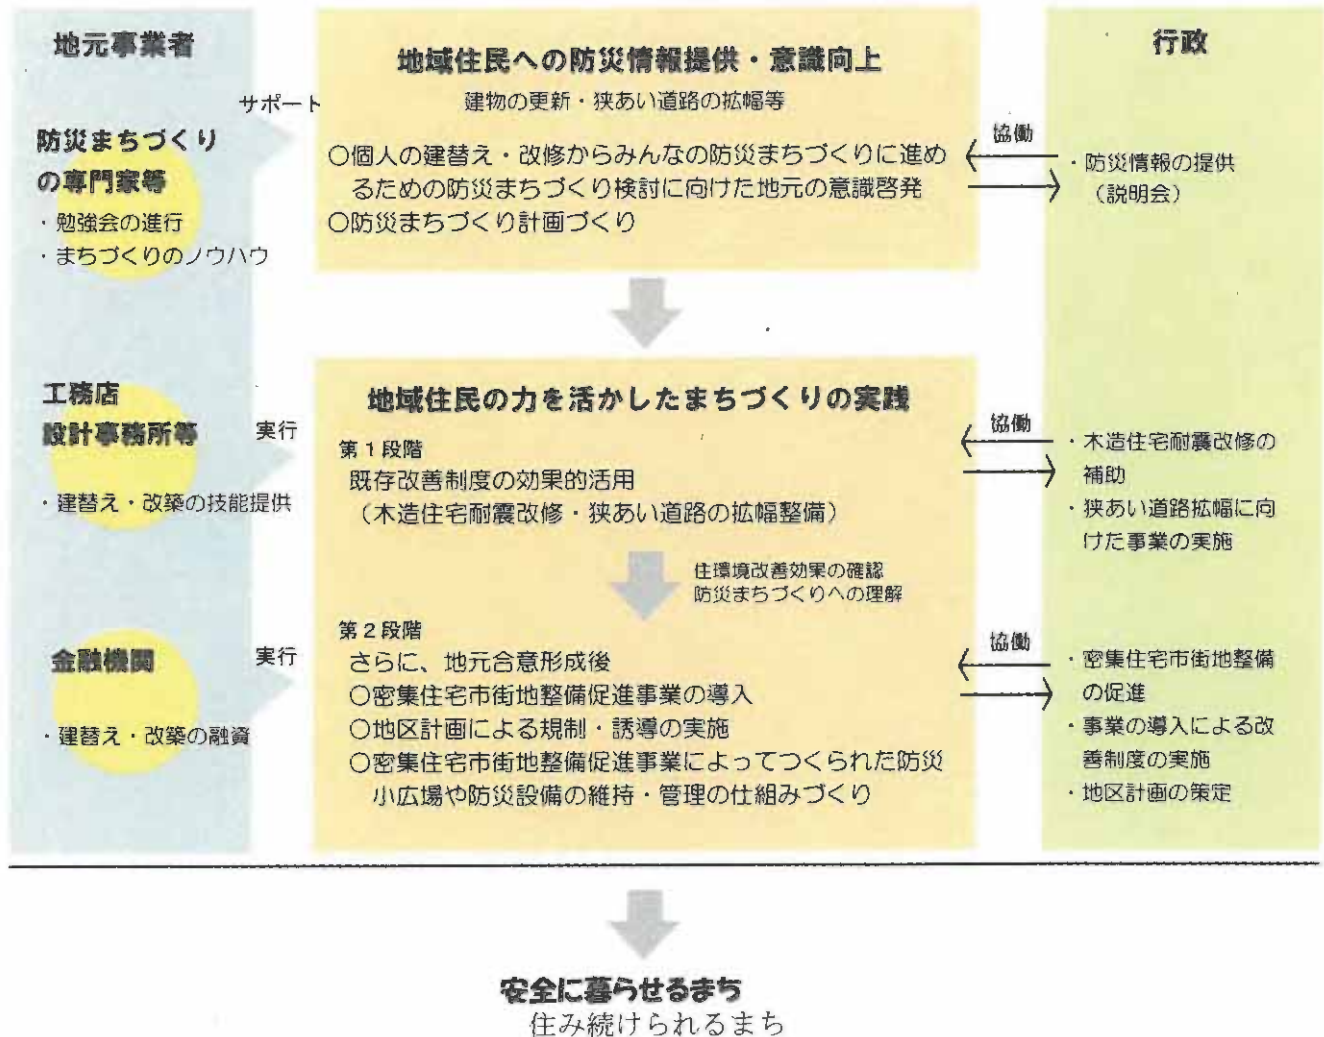 地元事業者
サポート
防災まちづくり
の専門家等
・勉強会の進行
・まちづくりのノウハウ
地域住民への防災情報提供・意識向上
建物の更新・狭あい道路の拡幅等
○個人の建替え・改修からみんなの防災まちづくりに進め
るための防災まちづくり検討に向けた地元の意識啓発
○防災まちづくり計画づくり
行政
協働
・防災情報の提供
（説明会）
工務店
設計事務所等
実行
・建替え・改築の技能提供
地域住民の力を活かしたまちづくりの実践
第1段階
既存改善制度の効果的活用
（木造住宅耐震改修・狭あい道路の拡幅整備）
協働
・木造住宅耐震改修の
補助
・狭あい道路拡幅に向
けた事業の実施
住環境改善効果の確認
防災まちづくりへの理解
金融機関
実行
・建替え・改築の融資
第2段階
さらに、地元合意形成後
○密集住宅市街地整備促進事業の導入
○地区計画による規制・誘導の実施
○密集住宅市街地整備促進事業によってつくられた防災
小広場や防災設備の維持・管理の仕組みづくり
協働
・密集住宅市街地整備
の促進
・事業の導入による改
善制度の実施
・地区計画の策定
安全に暮らせるまち
住み続けられるまち